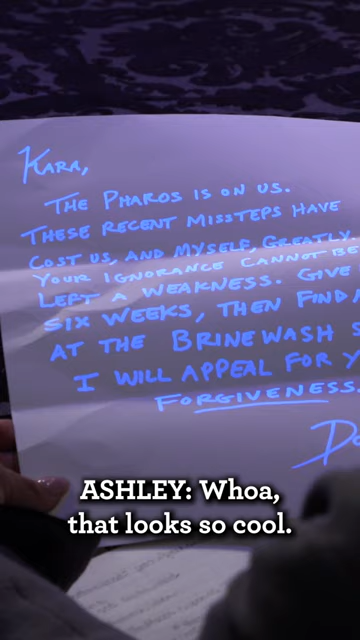 KARA,
THE PHAROS IS ON US.
THESE RECENT MISSTEPS HAVE
COST US, AND MYSELF, GREATLY.
YOUR IGNORANCE CANNOT BE
LEFT A WEAKNESS. GIVE
SIX WEEKS, THEN FIND
AT THE BRINEWASH S
I WILL APPEAL FOR Y
FORGIVENESS
ASHLEY: Whoa,
that looks so cool.